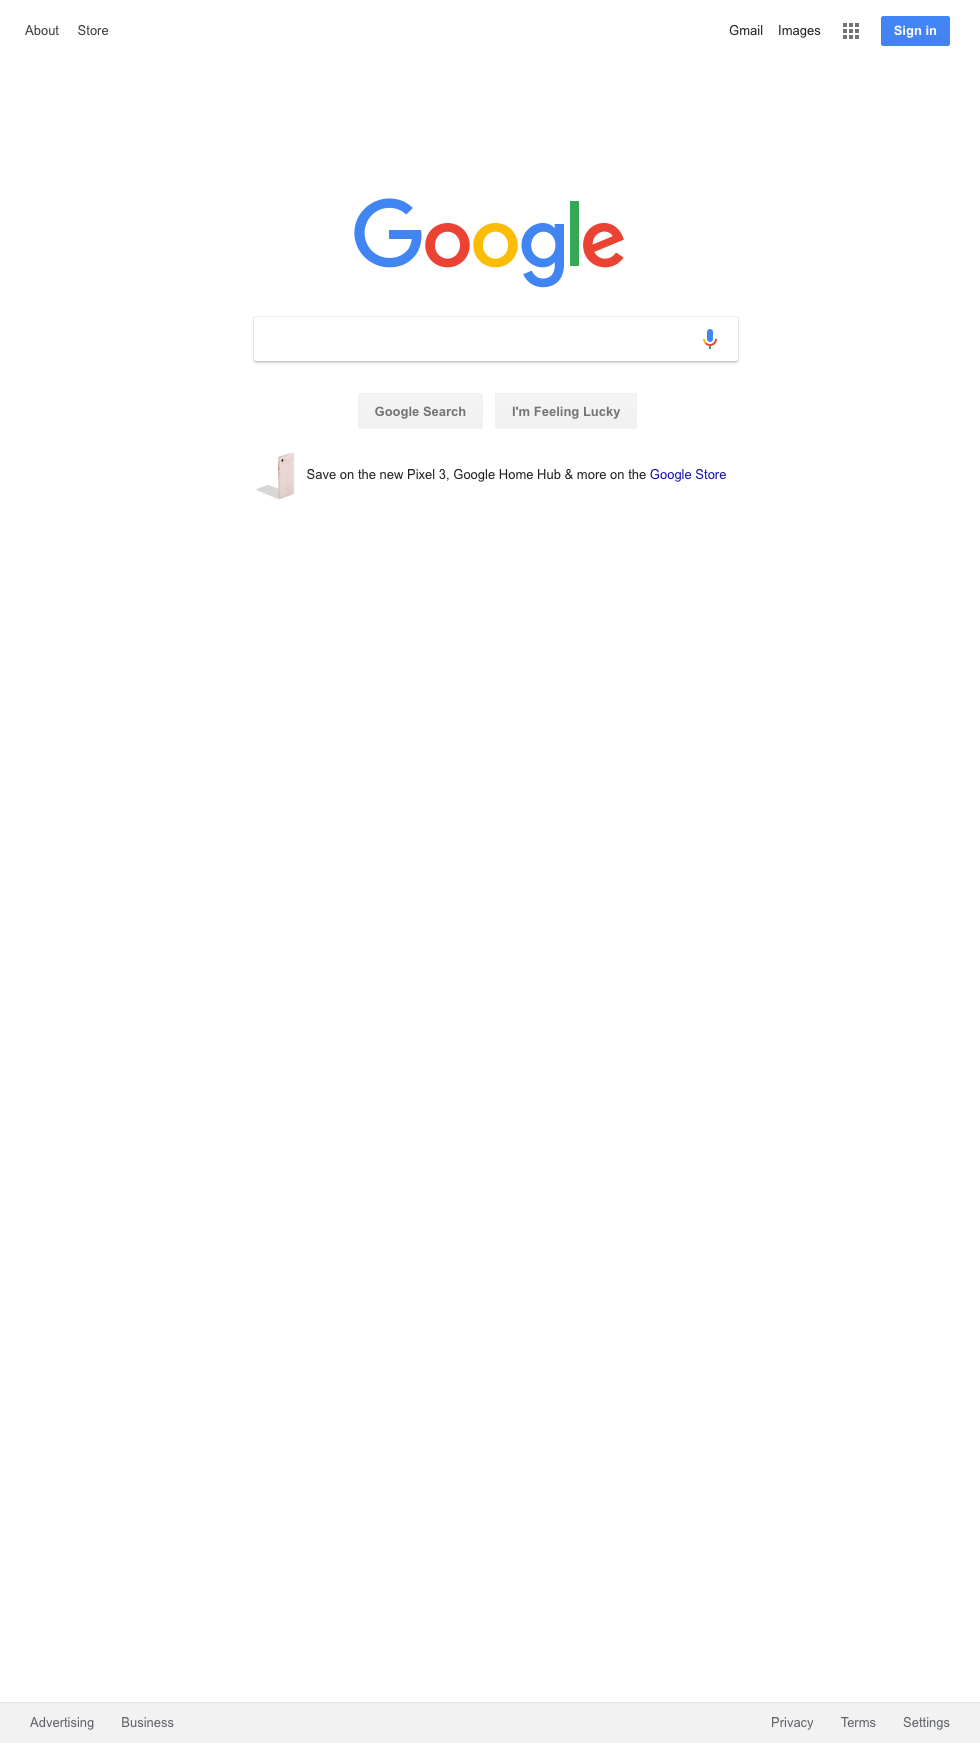 About Store Gmail Images Sign in
Google
Google Search I'm Feeling Lucky
Save on the new Pixel 3, Google Home Hub & more on the Google Store
Advertising Business Privacy Terms Settings